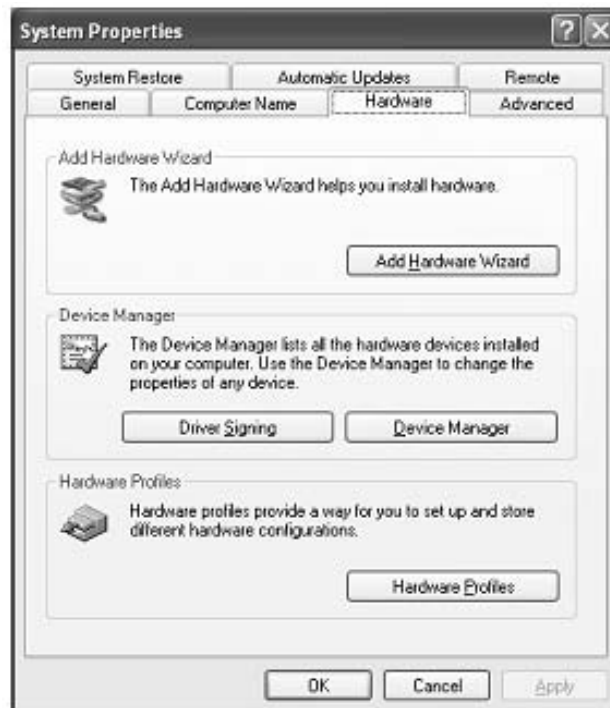 System Properties
System Restore
Automatic Updates
Remote
General
Computer Name
Hardware
Advanced
Add Hardware Wizard
The Add Hardware Wizard helps you install hardware.
Add Hardware Wizard
Device Manager
The Device Manager lists all the hardware devices installed
on your computer. Use the Device Manager to change the
properties of any device.
Driver Signing
Device Manager
Hardware Profiles
Hardware profiles provide a way for you to set up and store
different hardware configurations.
Hardware Profiles
OK
Cancel
Apply